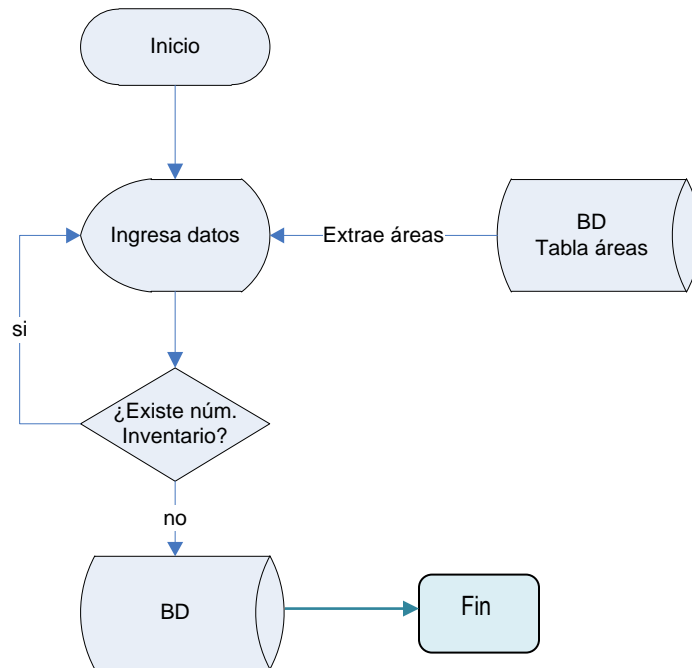 Inicio
Ingresa datos
Extrae áreas
BD
Tabla áreas
si
¿Existe núm.
Inventario?
no
BD
Fin